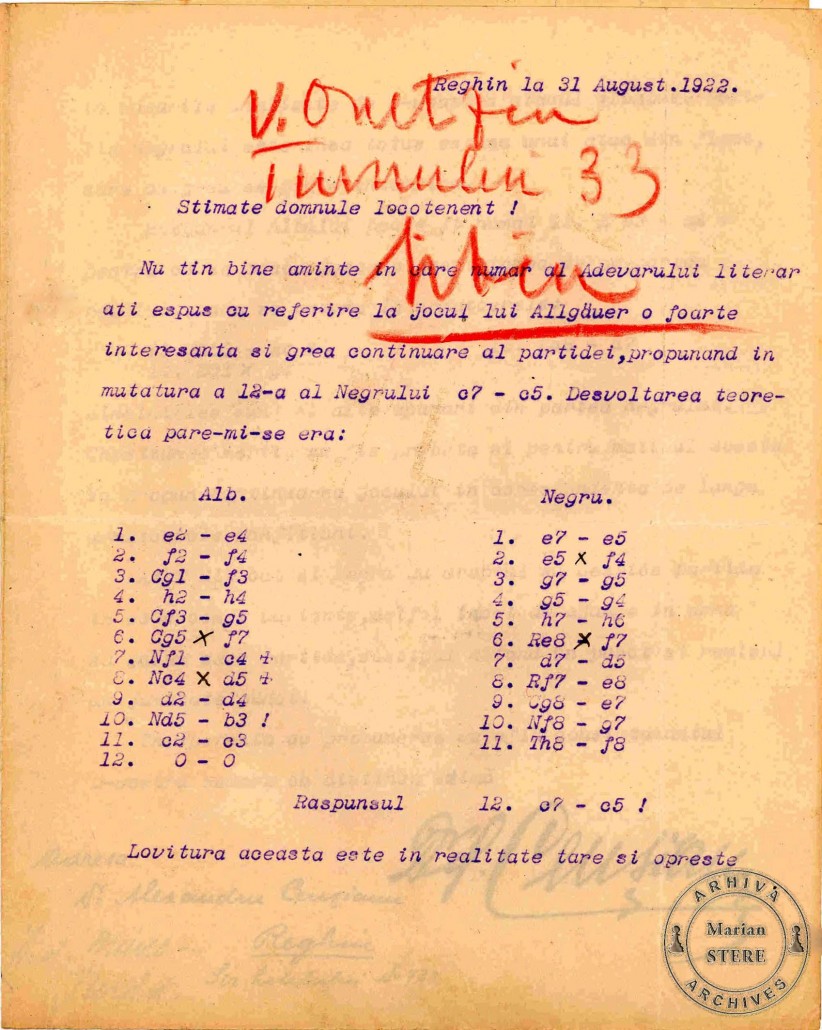 Reghin la 31 August.1922.
V. Onițiu
Turnului 33
Sibiu
Stimate domnule locotenent !
Nu tin bine aminte in care numar al Adevarului literar
ati espus cu referire la jocul lui Allgäuer o foarte
interesanta si grea continuare al partidei,propunand in
mutatura a 12-a al Negrului c7 - c5. Desvoltarea teore-
tica pare-mi-se era:
Alb. Negru.
1. e2 - e4 1. e7 - e5
2. f2 - f4 2. e5 x f4
3. Cg1 - f3 3. g7 - g5
4. h2 - h4 4. g5 - g4
5. Cf3 - g5 5. h7 - h6
6. Cg5 x f7 6. Re8 x f7
7. Nf1 - c4 + 7. d7 - d5
8. Nc4 x d5 + 8. Rf7 - e8
9. d2 - d4 9. Cg8 - e7
10. Nd5 - b3 ! 10. Nf8 - g7
11. c2 - c3 11. Th8 - f8
12. O - O
Raspunsul 12. c7 - c5 !
Lovitura aceasta este in realitate tare si opreste
Reghin
ARHIVA
Marian
STERE
ARCHIVES